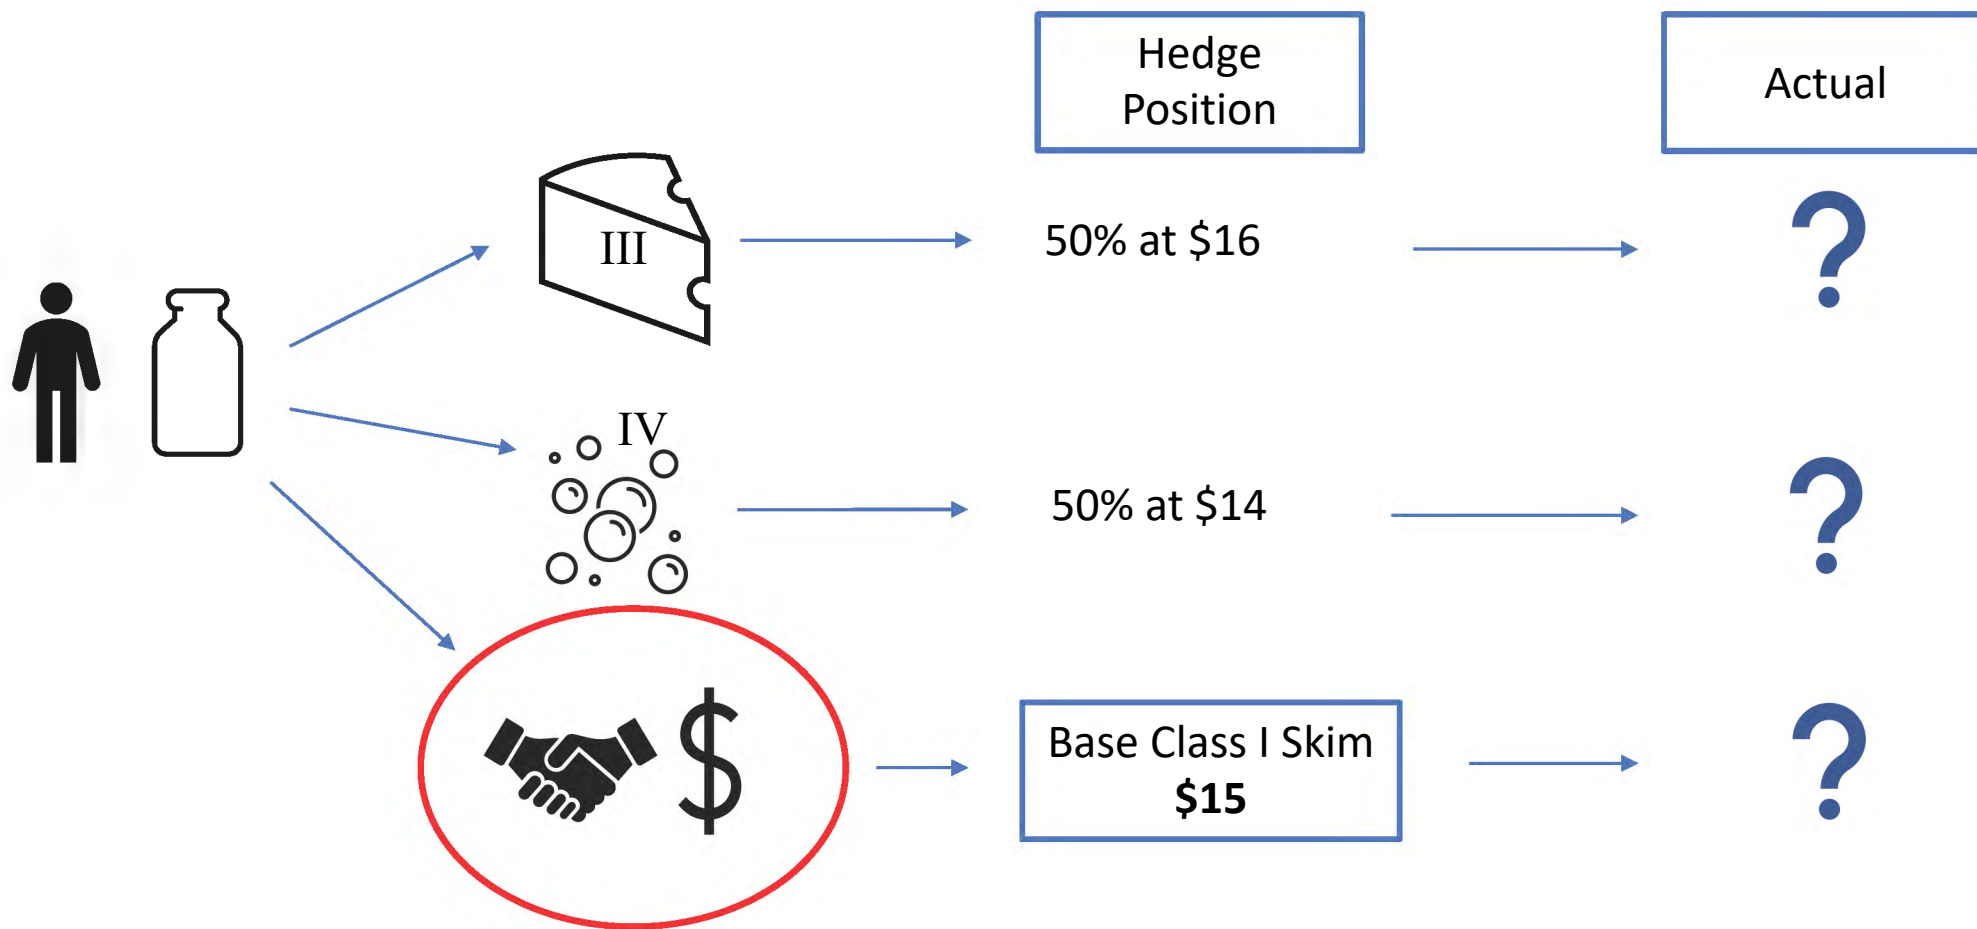 Hedge
Position
Actual
III
50% at $16
?
IV
50% at $14
?
$
Base Class I Skim
$15
?